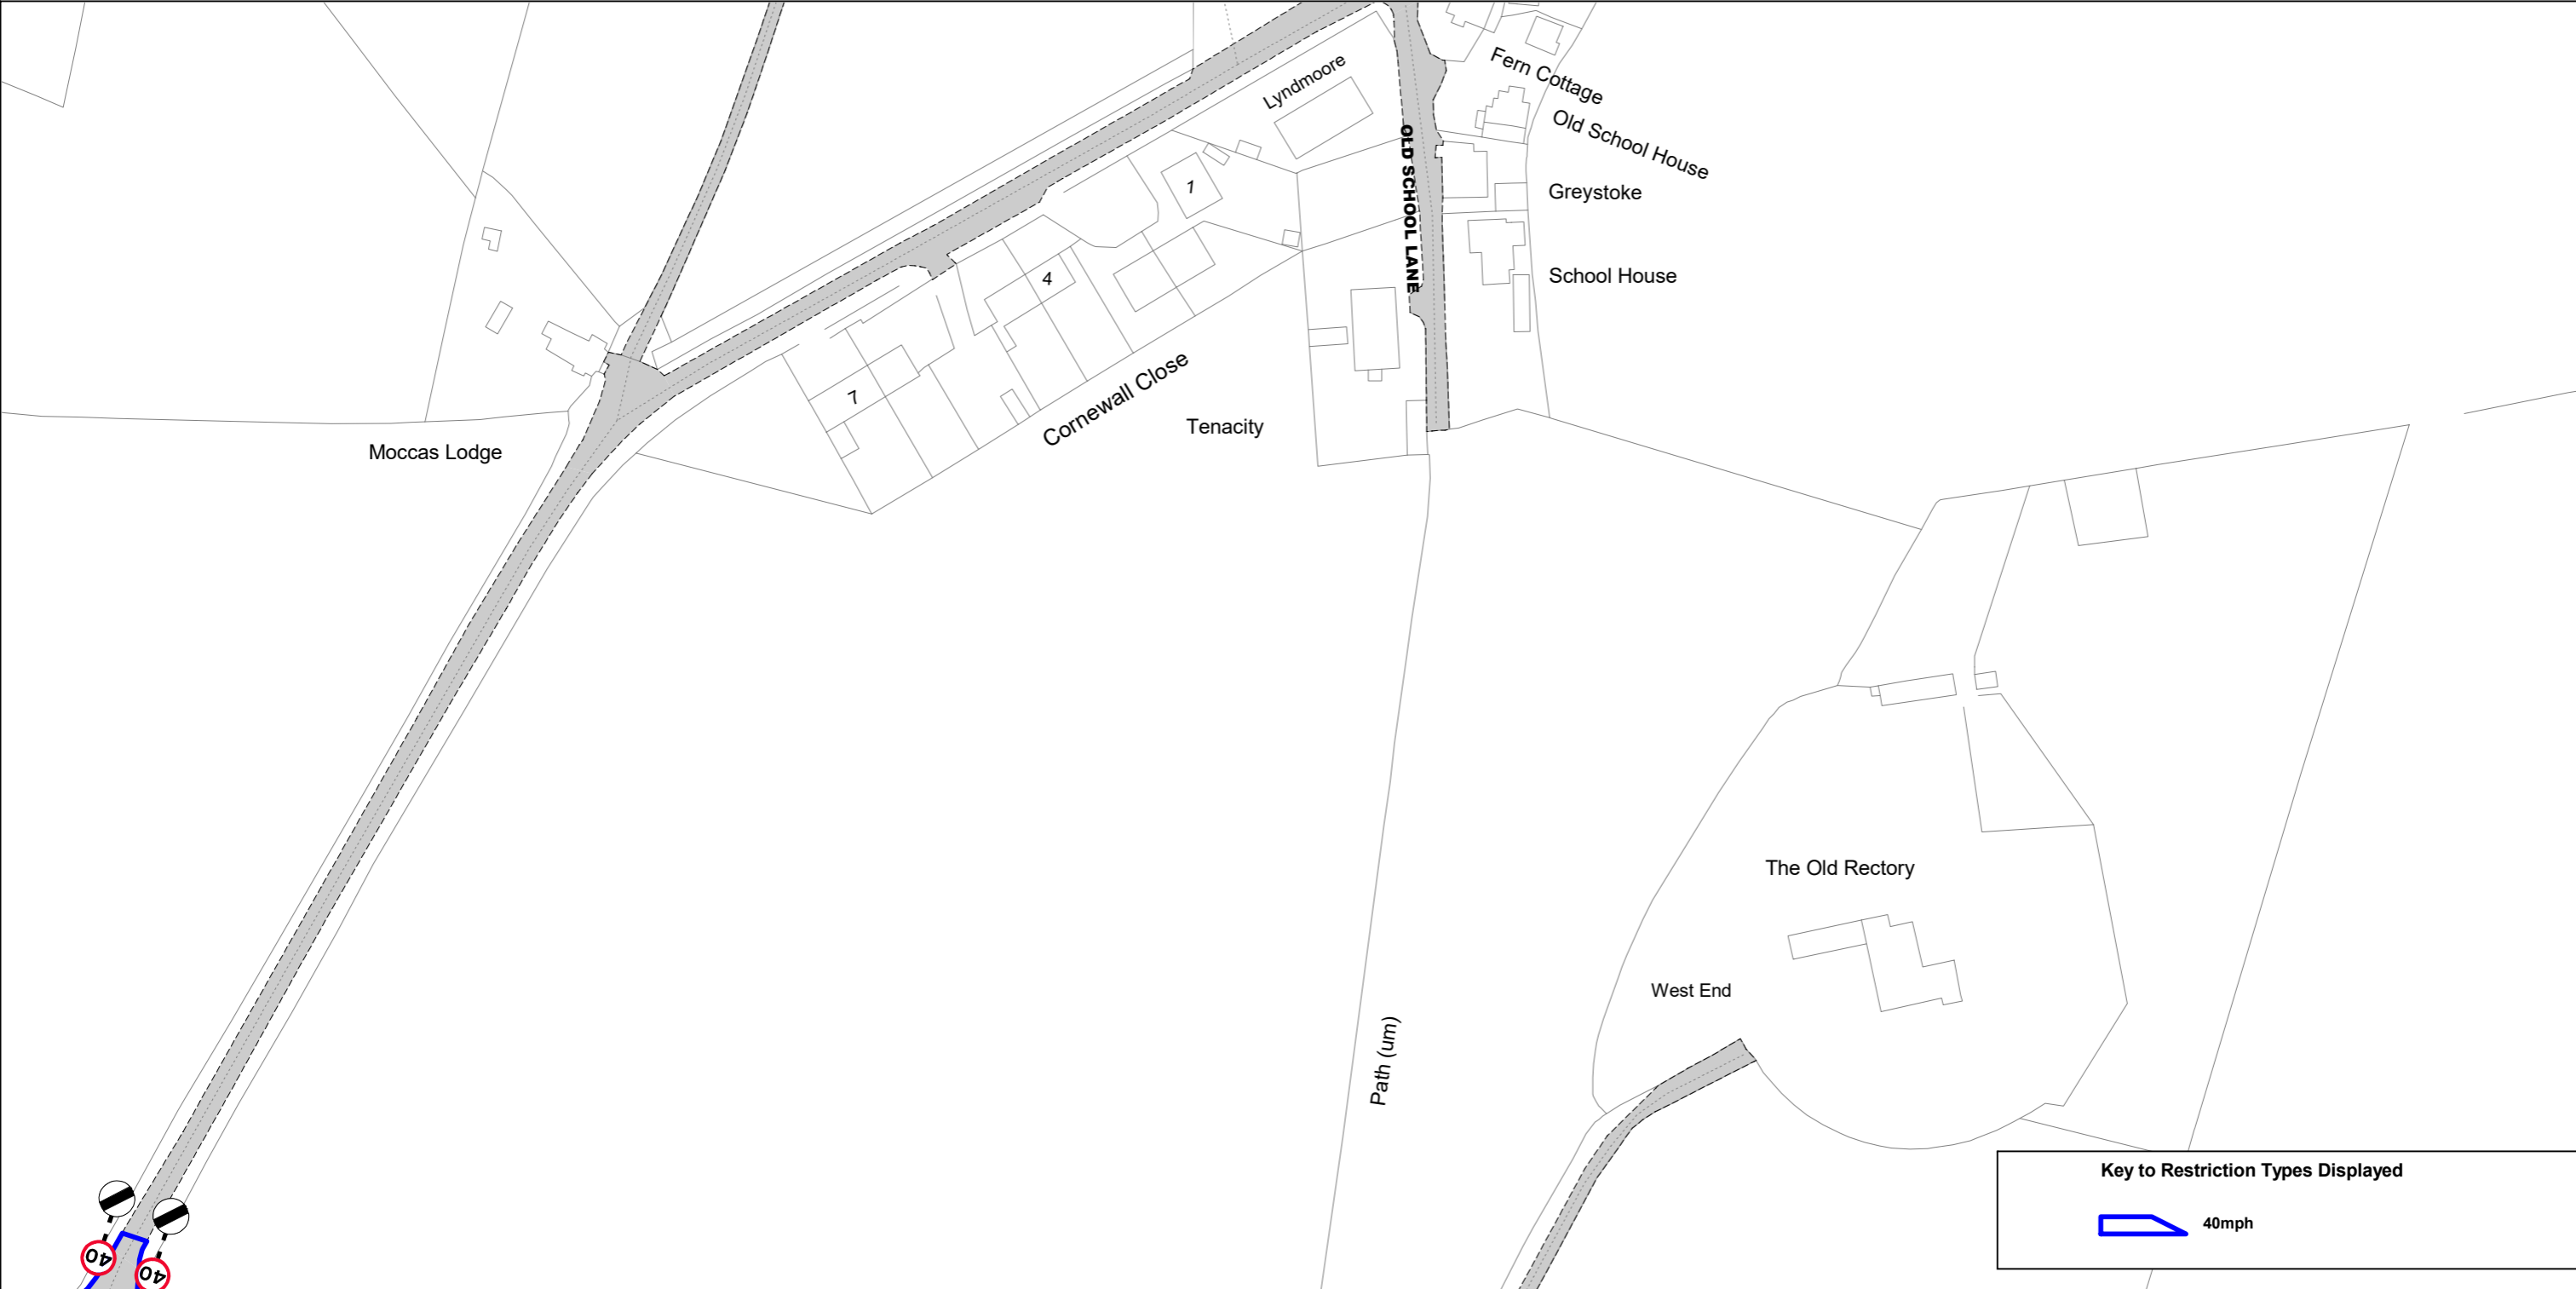 Fern Cottage
Lyndmoore
Old School House
OLD SCHOOL LANE
1
Greystoke
4
School House
7
Cornewall Close
Tenacity
Moccas Lodge
The Old Rectory
West End
Path (um)
Key to Restriction Types Displayed
40mph
40
40